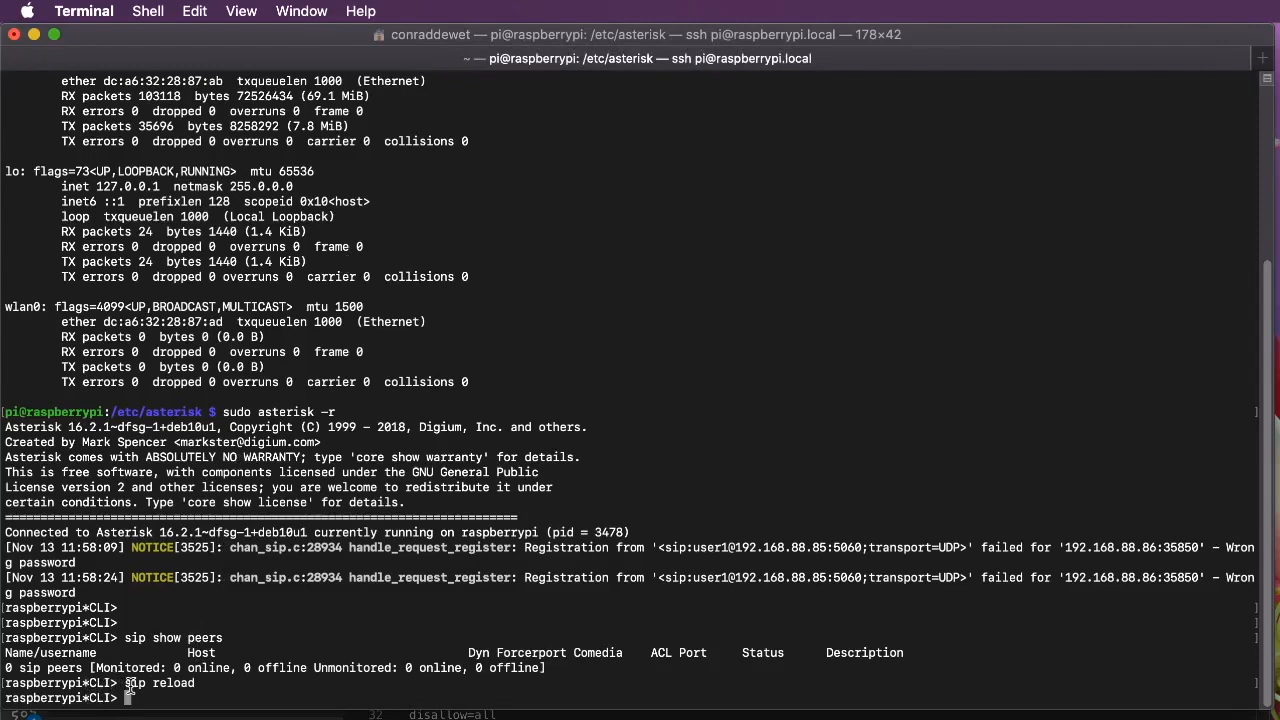 Terminal Shell Edit View Window Help
conraddewet — pi@raspberrypi: /etc/asterisk — ssh pi@raspberrypi.local — 178×42
~ — pi@raspberrypi: /etc/asterisk — ssh pi@raspberrypi.local
ether dc:a6:32:28:87:ab txqueuelen 1000 (Ethernet)
RX packets 103118 bytes 72526434 (69.1 MiB)
RX errors 0 dropped 0 overruns 0 frame 0
TX packets 35696 bytes 8258292 (7.8 MiB)
TX errors 0 dropped 0 overruns 0 carrier 0 collisions 0
lo: flags=73<UP,LOOPBACK,RUNNING> mtu 65536
inet 127.0.0.1 netmask 255.0.0.0
inet6 ::1 prefixlen 128 scopeid 0x10<host>
loop txqueuelen 1000 (Local Loopback)
RX packets 24 bytes 1440 (1.4 KiB)
RX errors 0 dropped 0 overruns 0 frame 0
TX packets 24 bytes 1440 (1.4 KiB)
TX errors 0 dropped 0 overruns 0 carrier 0 collisions 0
wlan0: flags=4099<UP,BROADCAST,MULTICAST> mtu 1500
ether dc:a6:32:28:87:ad txqueuelen 1000 (Ethernet)
RX packets 0 bytes 0 (0.0 B)
RX errors 0 dropped 0 overruns 0 frame 0
TX packets 0 bytes 0 (0.0 B)
TX errors 0 dropped 0 overruns 0 carrier 0 collisions 0
[pi@raspberrypi:/etc/asterisk $ sudo asterisk -r ]
Asterisk 16.2.1~dfsg-1+deb10u1, Copyright (C) 1999 - 2018, Digium, Inc. and others.
Created by Mark Spencer <markster@digium.com>
Asterisk comes with ABSOLUTELY NO WARRANTY; type 'core show warranty' for details.
This is free software, with components licensed under the GNU General Public
License version 2 and other licenses; you are welcome to redistribute it under
certain conditions. Type 'core show license' for details.
=========================================================================
Connected to Asterisk 16.2.1~dfsg-1+deb10u1 currently running on raspberrypi (pid = 3478)
[Nov 13 11:58:09] NOTICE[3525]: chan_sip.c:28934 handle_request_register: Registration from '<sip:user1@192.168.88.85:5060;transport=UDP>' failed for '192.168.88.86:35850' - Wron
g password
[Nov 13 11:58:24] NOTICE[3525]: chan_sip.c:28934 handle_request_register: Registration from '<sip:user1@192.168.88.85:5060;transport=UDP>' failed for '192.168.88.86:35850' - Wron
g password
[raspberrypi*CLI> ]
[raspberrypi*CLI> ]
[raspberrypi*CLI> sip show peers ]
Name/username Host Dyn Forcerport Comedia ACL Port Status Description
0 sip peers [Monitored: 0 online, 0 offline Unmonitored: 0 online, 0 offline]
[raspberrypi*CLI> sip reload ]
raspberrypi*CLI>
32 disallow=all